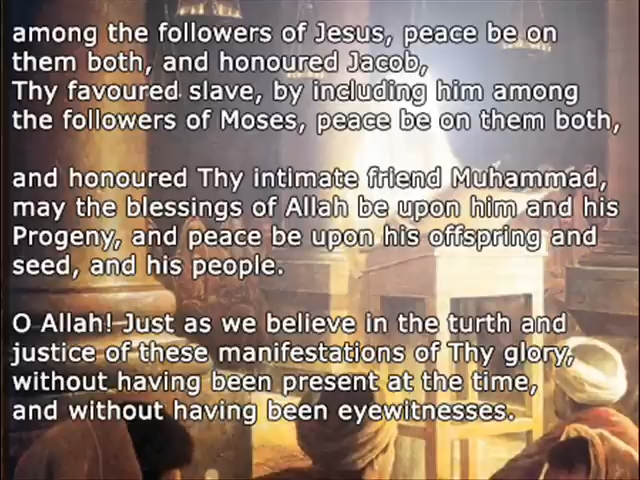 among the followers of Jesus, peace be on
them both, and honoured Jacob,
Thy favoured slave, by including him among
the followers of Moses, peace be on them both,
and honoured Thy intimate friend Muhammad,
may the blessings of Allah be upon him and his
Progeny, and peace be upon his offspring and
seed, and his people.
O Allah! Just as we believe in the turth and
justice of these manifestations of Thy glory,
without having been present at the time,
and without having been eyewitnesses.